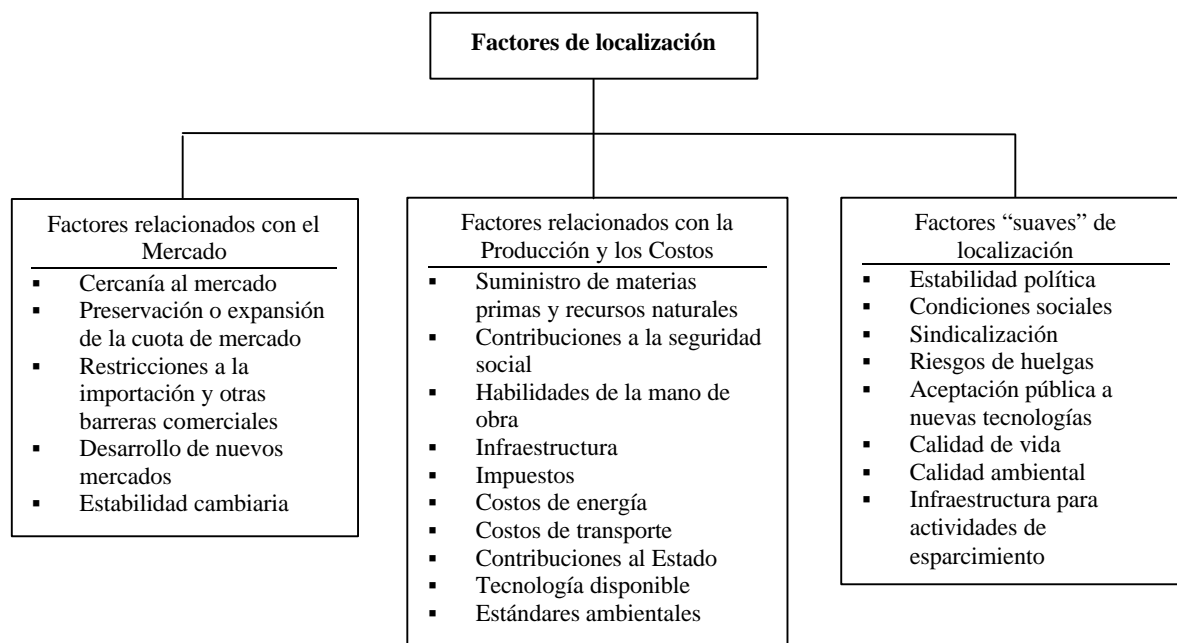 Factores de localización
Factores relacionados con el
Mercado
▪ Cercanía al mercado
▪ Preservación o expansión
de la cuota de mercado
▪ Restricciones a la
importación y otras
barreras comerciales
▪ Desarrollo de nuevos
mercados
▪ Estabilidad cambiaria
Factores relacionados con la
Producción y los Costos
▪ Suministro de materias
primas y recursos naturales
▪ Contribuciones a la seguridad
social
▪ Habilidades de la mano de
obra
▪ Infraestructura
▪ Impuestos
▪ Costos de energía
▪ Costos de transporte
▪ Contribuciones al Estado
▪ Tecnología disponible
▪ Estándares ambientales
Factores “suaves” de
localización
▪ Estabilidad política
▪ Condiciones sociales
▪ Sindicalización
▪ Riesgos de huelgas
▪ Aceptación pública a
nuevas tecnologías
▪ Calidad de vida
▪ Calidad ambiental
▪ Infraestructura para
actividades de
esparcimiento